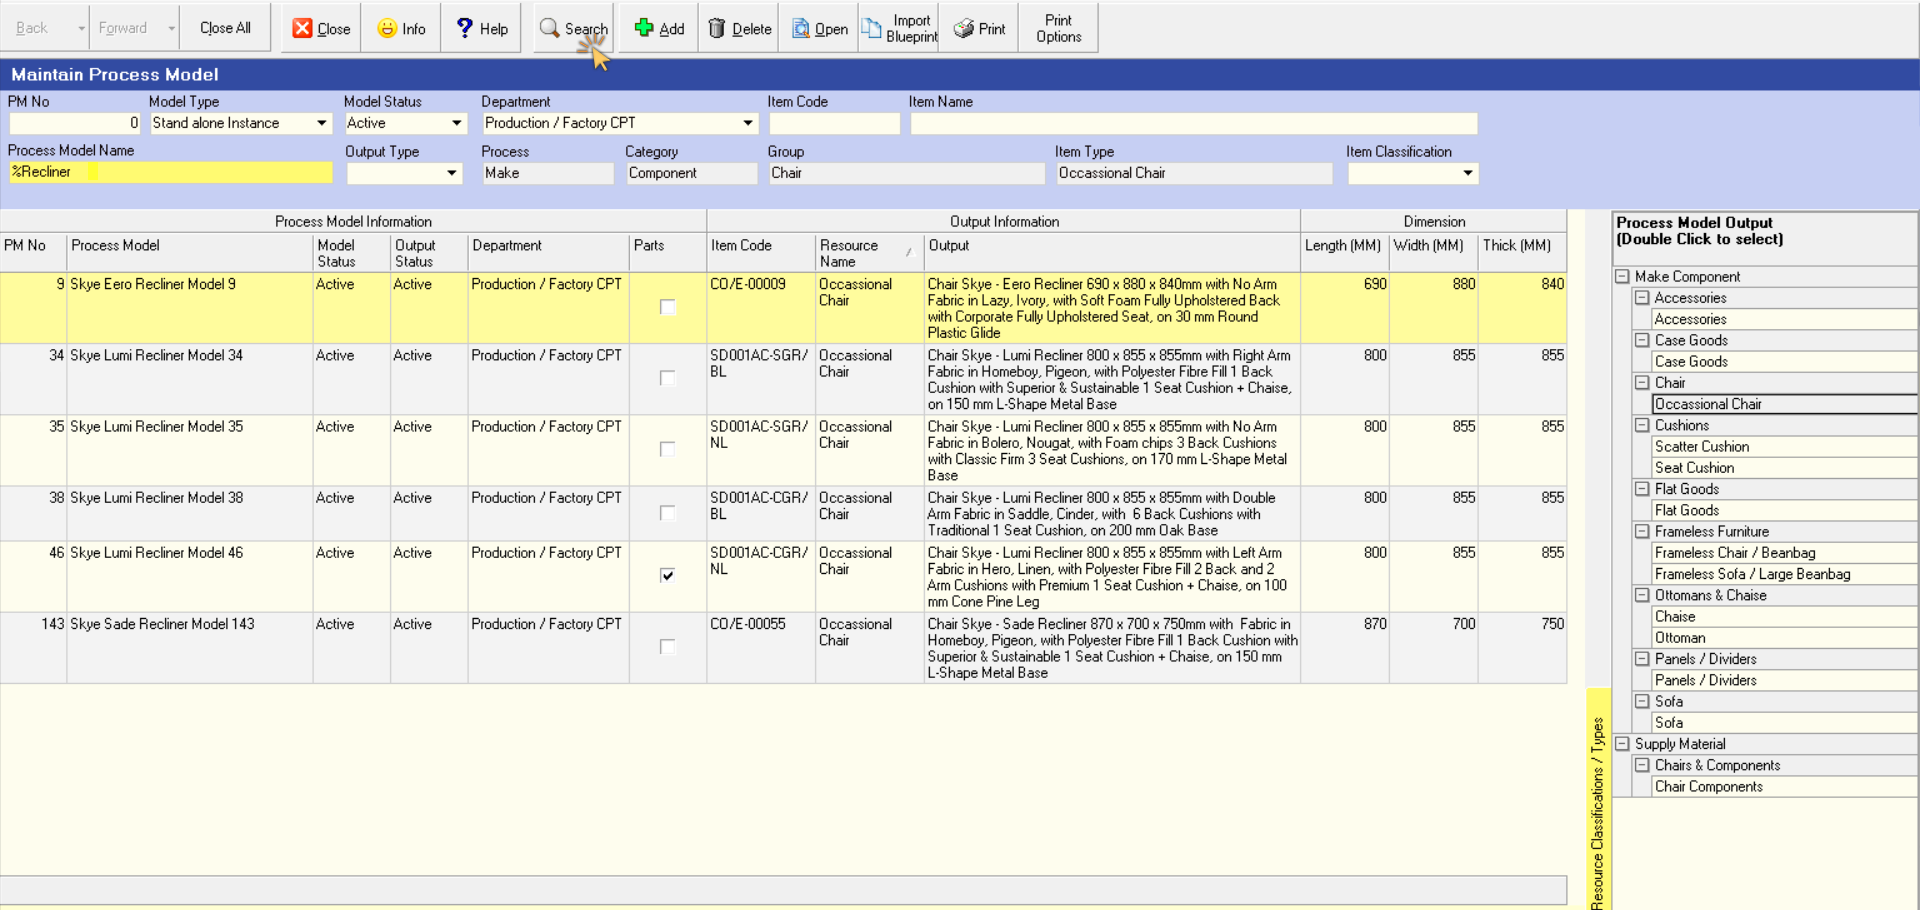 Back Forward Close All Close Info Help Search Add Delete Open Import Blueprint Print Print Options
Maintain Process Model
PM No Model Type Model Status Department Item Code Item Name
0 Stand alone Instance Active Production / Factory CPT
Process Model Name Output Type Process Category Group Item Type Item Classification
%Recliner Make Component Chair Occassional Chair
Process Model Information Output Information Dimension
PM No Process Model Model Status Output Status Department Parts Item Code Resource Name Output Length (MM) Width (MM) Thick (MM)
9 Skye Eero Recliner Model 9 Active Active Production / Factory CPT CO/E-00009 Occassional Chair Chair Skye - Eero Recliner 690 x 880 x 840mm with No Arm 690 880 840
Fabric in Lazy, Ivory, with Soft Foam Fully Upholstered Back
with Corporate Fully Upholstered Seat, on 30 mm Round
Plastic Glide
34 Skye Lumi Recliner Model 34 Active Active Production / Factory CPT SD001AC-SGR/BL Occassional Chair Chair Skye - Lumi Recliner 800 x 855 x 855mm with Right Arm 800 855 855
Fabric in Homeboy, Pigeon, with Polyester Fibre Fill 1 Back
Cushion with Superior & Sustainable 1 Seat Cushion + Chaise,
on 150 mm L-Shape Metal Base
35 Skye Lumi Recliner Model 35 Active Active Production / Factory CPT SD001AC-SGR/NL Occassional Chair Chair Skye - Lumi Recliner 800 x 855 x 855mm with No Arm 800 855 855
Fabric in Bolero, Nougat, with Foam chips 3 Back Cushions
with Classic Firm 3 Seat Cushions, on 170 mm L-Shape Metal
Base
38 Skye Lumi Recliner Model 38 Active Active Production / Factory CPT SD001AC-CGR/BL Occassional Chair Chair Skye - Lumi Recliner 800 x 855 x 855mm with Double 800 855 855
Arm Fabric in Saddle, Cinder, with 6 Back Cushions with
Traditional 1 Seat Cushion, on 200 mm Oak Base
46 Skye Lumi Recliner Model 46 Active Active Production / Factory CPT SD001AC-CGR/NL Occassional Chair Chair Skye - Lumi Recliner 800 x 855 x 855mm with Left Arm 800 855 855
Fabric in Hero, Linen, with Polyester Fibre Fill 2 Back and 2
Arm Cushions with Premium 1 Seat Cushion + Chaise, on 100
mm Cone Pine Leg
143 Skye Sade Recliner Model 143 Active Active Production / Factory CPT CO/E-00055 Occassional Chair Chair Skye - Sade Recliner 870 x 700 x 750mm with Fabric in 870 700 750
Homeboy, Pigeon, with Polyester Fibre Fill 1 Back Cushion with
Superior & Sustainable 1 Seat Cushion + Chaise, on 150 mm
L-Shape Metal Base
Resource Classifications / Types
Process Model Output
(Double Click to select)
Make Component
Accessories
Accessories
Case Goods
Case Goods
Chair
Occassional Chair
Cushions
Scatter Cushion
Seat Cushion
Flat Goods
Flat Goods
Frameless Furniture
Frameless Chair / Beanbag
Frameless Sofa / Large Beanbag
Ottomans & Chaise
Chaise
Ottoman
Panels / Dividers
Panels / Dividers
Sofa
Sofa
Supply Material
Chairs & Components
Chair Components